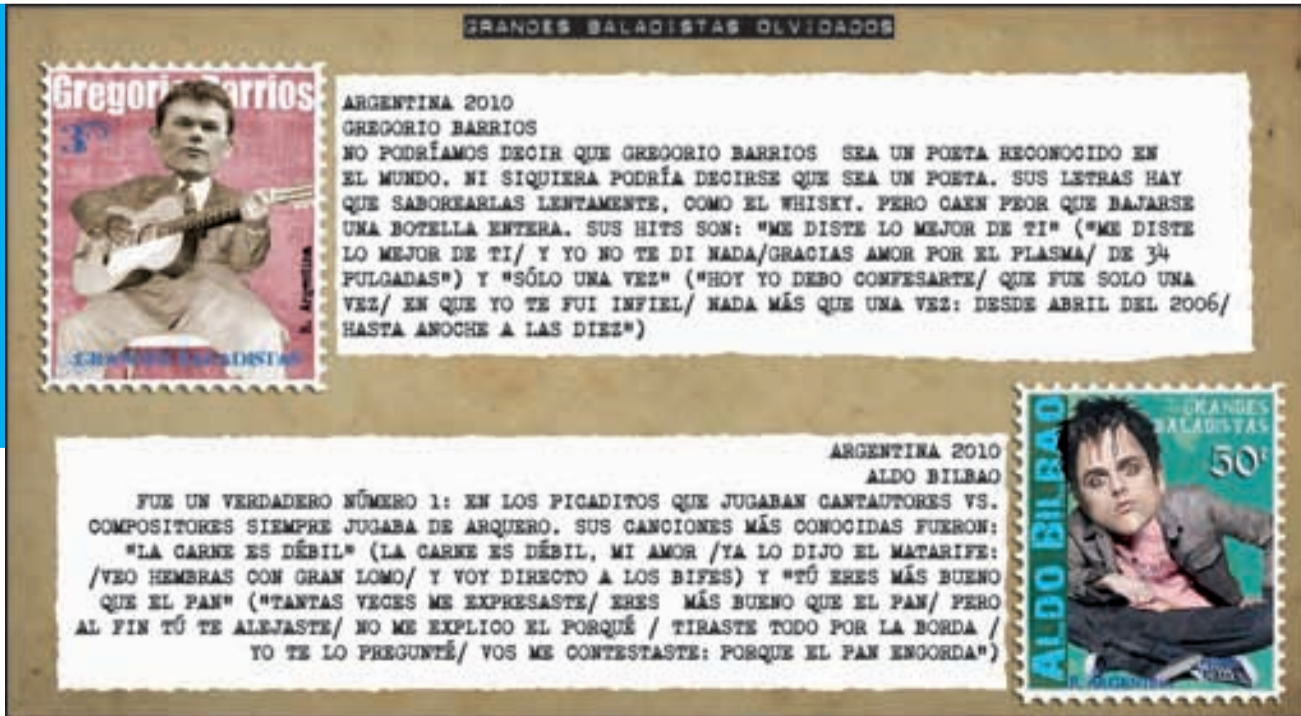 GRANDES BALADISTAS OLVIDADOS
Gregorio Barrios
R. Argentina
GRANDES BALADISTAS
ARGENTINA 2010
GREGORIO BARRIOS
NO PODRÍAMOS DECIR QUE GREGORIO BARRIOS SEA UN POETA RECONOCIDO EN
EL MUNDO. NI SIQUIERA PODRÍA DECIRSE QUE SEA UN POETA. SUS LETRAS HAY
QUE SABOREARLAS LENTAMENTE, COMO EL WHISKY. PERO CAEN PEOR QUE BAJARSE
UNA BOTELLA ENTERA. SUS HITS SON: "ME DISTE LO MEJOR DE TI" ("ME DISTE
LO MEJOR DE TI/ Y YO NO TE DI NADA/GRACIAS AMOR POR EL PLASMA/ DE 34
PULGADAS") Y "SÓLO UNA VEZ" ("HOY YO DEBO CONFESARTE/ QUE FUE SOLO UNA
VEZ/ EN QUE YO TE FUI INFIEL/ NADA MÁS QUE UNA VEZ: DESDE ABRIL DEL 2006/
HASTA ANOCHE A LAS DIEZ")
ARGENTINA 2010
ALDO BILBAO
FUE UN VERDADERO NÚMERO 1: EN LOS PICADITOS QUE JUGABAN CANTAUTORES VS.
COMPOSITORES SIEMPRE JUGABA DE ARQUERO. SUS CANCIONES MÁS CONOCIDAS FUERON:
"LA CARNE ES DÉBIL" (LA CARNE ES DÉBIL, MI AMOR /YA LO DIJO EL MATARIFE:
/VEO HEMBRAS CON GRAN LOMO/ Y VOY DIRECTO A LOS BIFES) Y "TÚ ERES MÁS BUENO
QUE EL PAN" ("TANTAS VECES ME EXPRESASTE/ ERES MÁS BUENO QUE EL PAN/ PERO
AL FIN TÚ TE ALEJASTE/ NO ME EXPLICO EL PORQUÉ / TIRASTE TODO POR LA BORDA /
YO TE LO PREGUNTÉ/ VOS ME CONTESTASTE: PORQUE EL PAN ENGORDA")
ALDO BILBAO
GRANDES
BALADISTAS
50¢
R. ARGENTINA